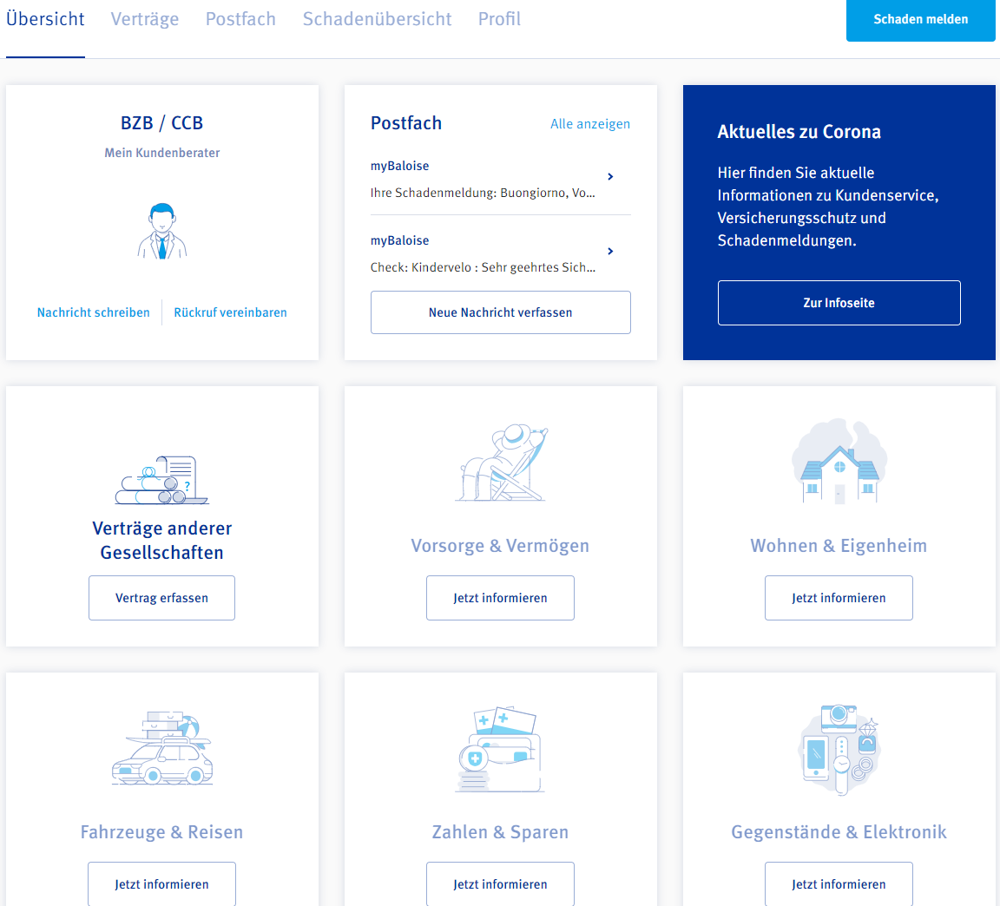 Übersicht
Verträge
Postfach
Schadenübersicht
Profil
Schaden melden
BZB / CCB
Mein Kundenberater
Nachricht schreiben
Rückruf vereinbaren
Postfach
Alle anzeigen
myBaloise
Ihre Schadenmeldung: Buongiorno, Vo...
myBaloise
Check: Kindervelo : Sehr geehrtes Sich...
Neue Nachricht verfassen
Aktuelles zu Corona
Hier finden Sie aktuelle
Informationen zu Kundenservice,
Versicherungsschutz und
Schadenmeldungen.
Zur Infoseite
?
Verträge anderer
Gesellschaften
Vertrag erfassen
Vorsorge & Vermögen
Jetzt informieren
Wohnen & Eigenheim
Jetzt informieren
Fahrzeuge & Reisen
Jetzt informieren
Zahlen & Sparen
Jetzt informieren
Gegenstände & Elektronik
Jetzt informieren